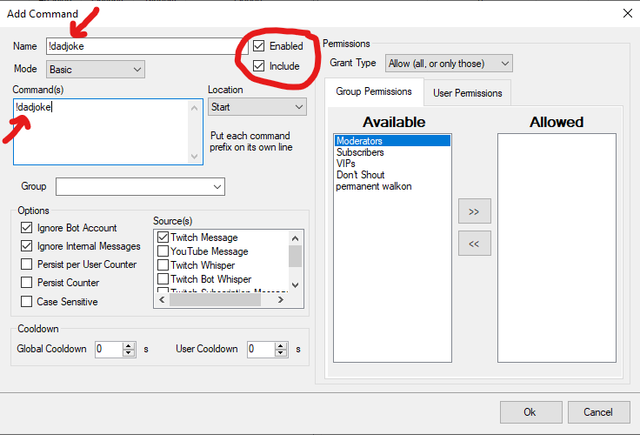 Add Command
Name !dadjoke
Enabled
Mode Basic
Include
Command(s)
Location
!dadjoke
Start
Put each command
prefix on its own line
Group
Options
Ignore Bot Account
Ignore Internal Messages
Persist per User Counter
Persist Counter
Case Sensitive
Source(s)
Twitch Message
YouTube Message
Twitch Whisper
Twitch Bot Whisper
Twitch Subscription Message
Cooldown
Global Cooldown 0 s
User Cooldown 0 s
Permissions
Grant Type Allow (all, or only those)
Group Permissions
User Permissions
Available
Allowed
Moderators
Subscribers
VIPs
Don't Shout
permanent walkon
>>
<<
Ok
Cancel